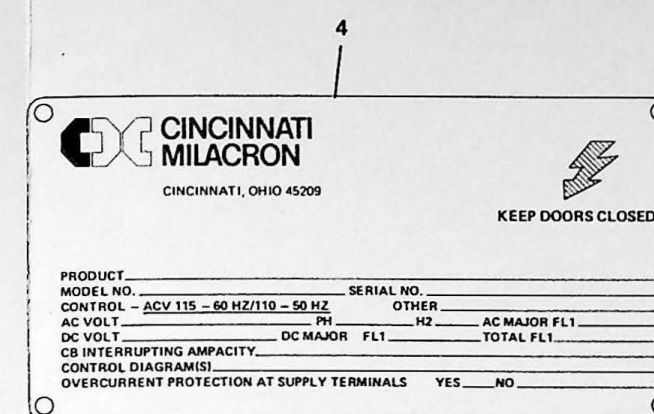 4
CINCINNATI
MILACRON
CINCINNATI, OHIO 45209
KEEP DOORS CLOSED
PRODUCT
MODEL NO. SERIAL NO.
CONTROL – ACV 115 – 60 HZ/110 – 50 HZ OTHER
AC VOLT PH H2 AC MAJOR FL1
DC VOLT DC MAJOR FL1 TOTAL FL1
CB INTERRUPTING AMPACITY
CONTROL DIAGRAM(S)
OVERCURRENT PROTECTION AT SUPPLY TERMINALS YES NO